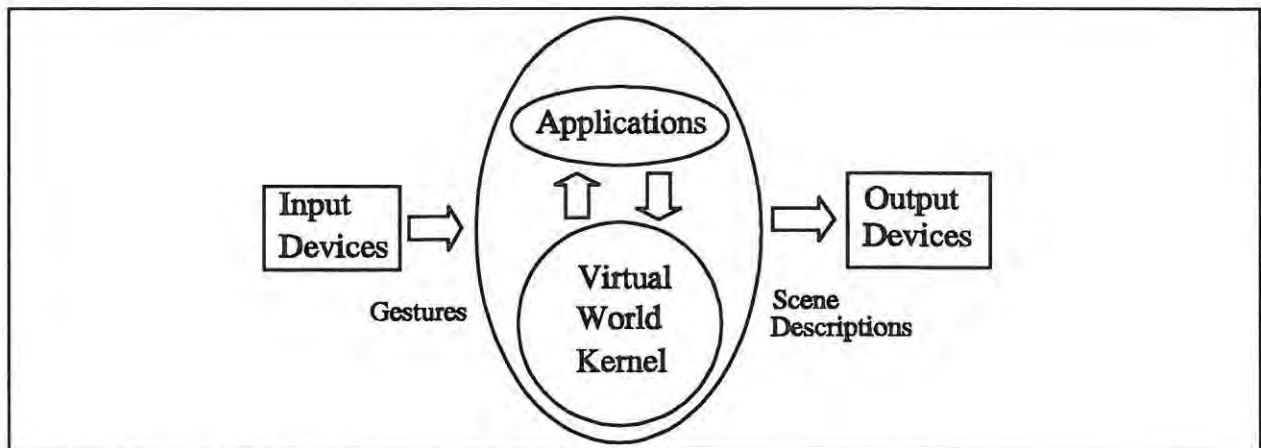 Applications
Input
Devices
Gestures
Virtual
World
Kernel
Output
Devices
Scene
Descriptions